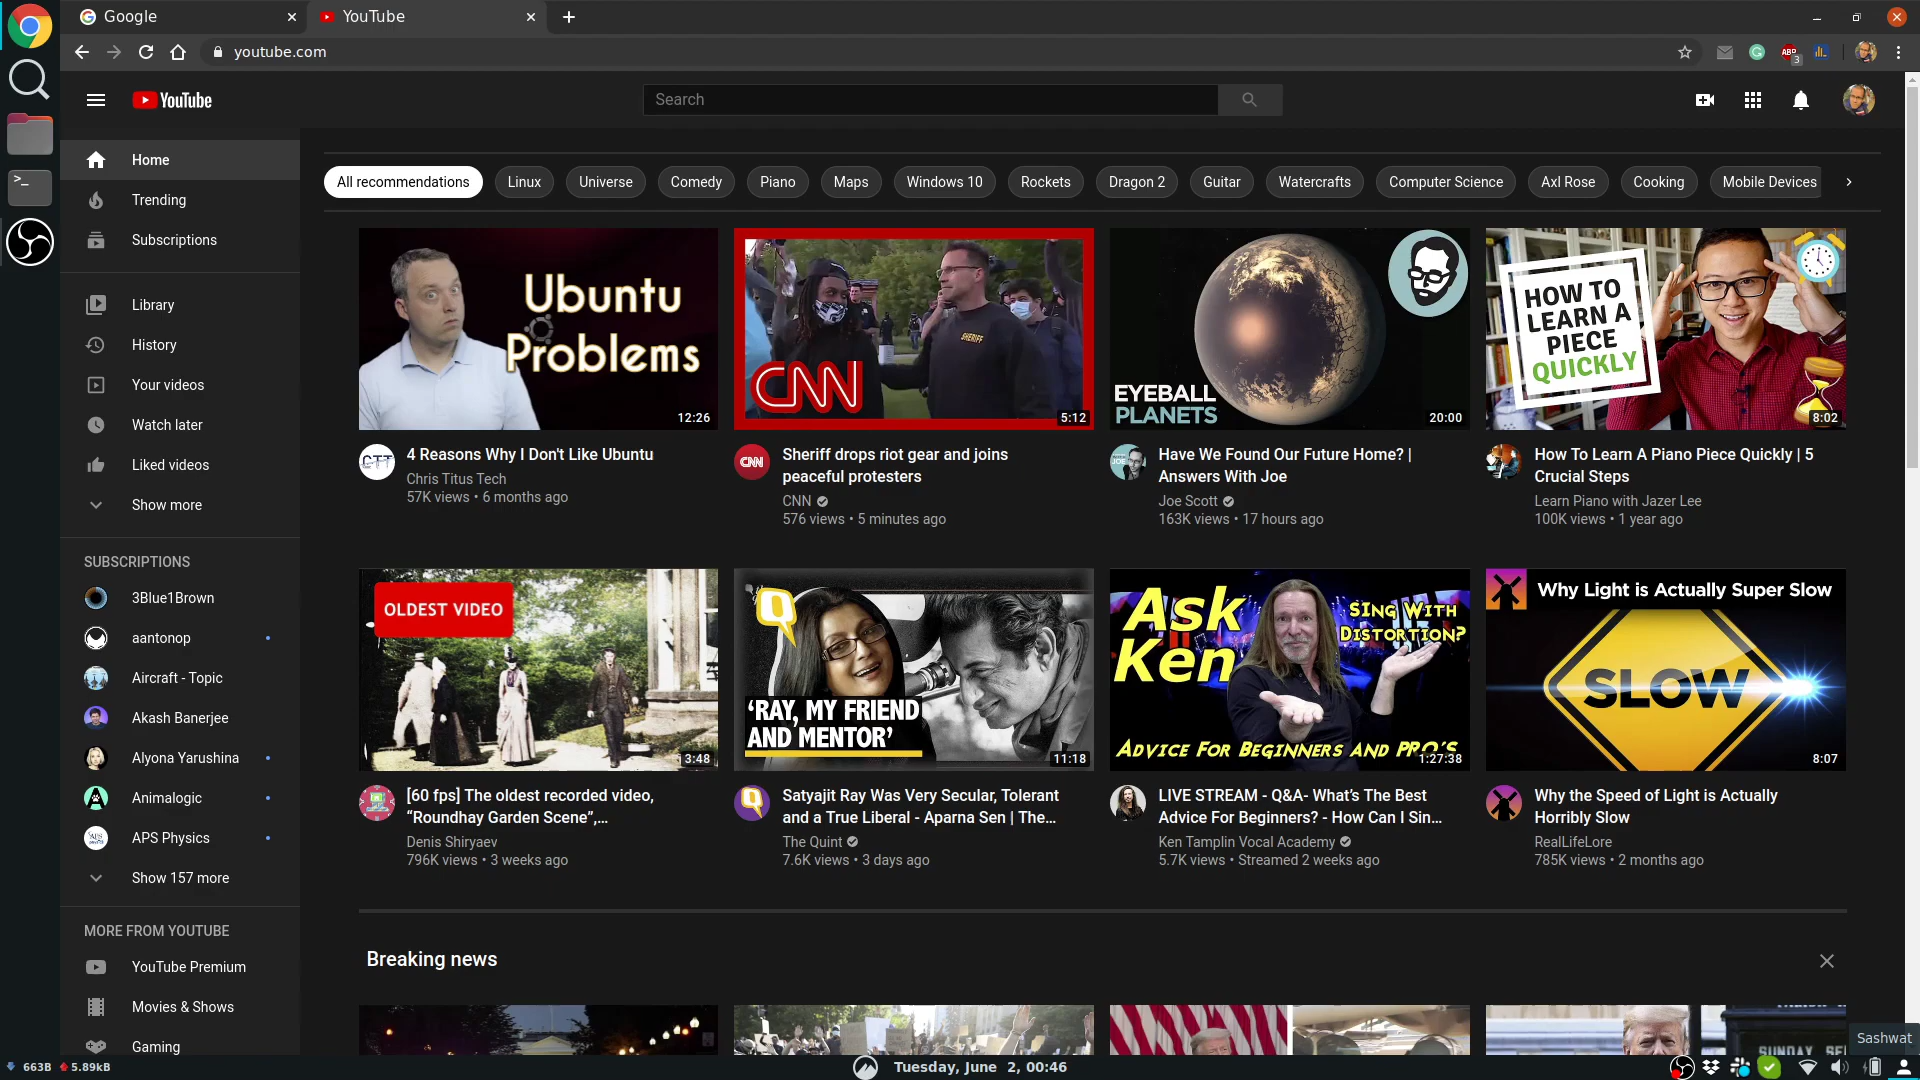 Google
YouTube
youtube.com
ABP
3
YouTube
Search
Home
Trending
Subscriptions
Library
History
Your videos
Watch later
Liked videos
Show more
SUBSCRIPTIONS
3Blue1Brown
aantonop
Aircraft - Topic
Akash Banerjee
Alyona Yarushina
Animalogic
APS Physics
Show 157 more
MORE FROM YOUTUBE
YouTube Premium
Movies & Shows
Gaming
All recommendations
Linux
Universe
Comedy
Piano
Maps
Windows 10
Rockets
Dragon 2
Guitar
Watercrafts
Computer Science
Axl Rose
Cooking
Mobile Devices
Ubuntu
Problems
12:26
CTT
4 Reasons Why I Don't Like Ubuntu
Chris Titus Tech
57K views • 6 months ago
SHERIFF
CNN
5:12
CNN
Sheriff drops riot gear and joins
peaceful protesters
CNN
576 views • 5 minutes ago
EYEBALL
PLANETS
20:00
Have We Found Our Future Home? |
Answers With Joe
Joe Scott
163K views • 17 hours ago
HOW TO
LEARN A
PIECE
QUICKLY
8:02
How To Learn A Piano Piece Quickly | 5
Crucial Steps
Learn Piano with Jazer Lee
100K views • 1 year ago
OLDEST VIDEO
3:48
[60 fps] The oldest recorded video,
“Roundhay Garden Scene”,...
Denis Shiryaev
796K views • 3 weeks ago
‘RAY, MY FRIEND
AND MENTOR’
11:18
Satyajit Ray Was Very Secular, Tolerant
and a True Liberal - Aparna Sen | The...
The Quint
7.6K views • 3 days ago
Ask
Ken
Sing With
Distortion?
Advice For Beginners and Pro's
1:27:38
LIVE STREAM - Q&A- What’s The Best
Advice For Beginners? - How Can I Sin...
Ken Tamplin Vocal Academy
5.7K views • Streamed 2 weeks ago
Why Light is Actually Super Slow
SLOW
8:07
Why the Speed of Light is Actually
Horribly Slow
RealLifeLore
785K views • 2 months ago
Breaking news
Sashwat
663B
5.89kB
Tuesday, June 2, 00:46